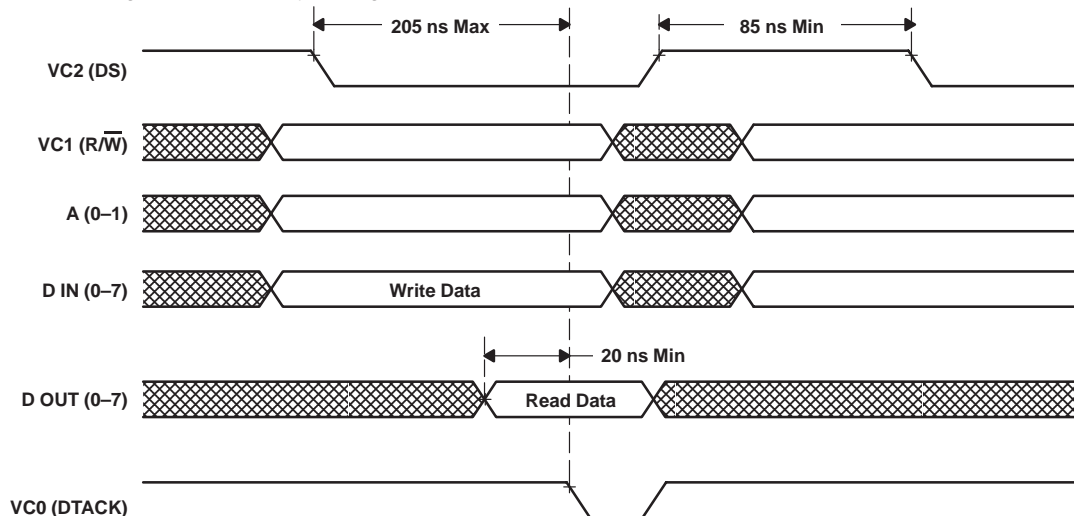 205 ns Max
85 ns Min
VC2 (DS)
VC1 (R/W̅)
A (0–1)
D IN (0–7)
Write Data
20 ns Min
D OUT (0–7)
Read Data
VC0 (DTACK)